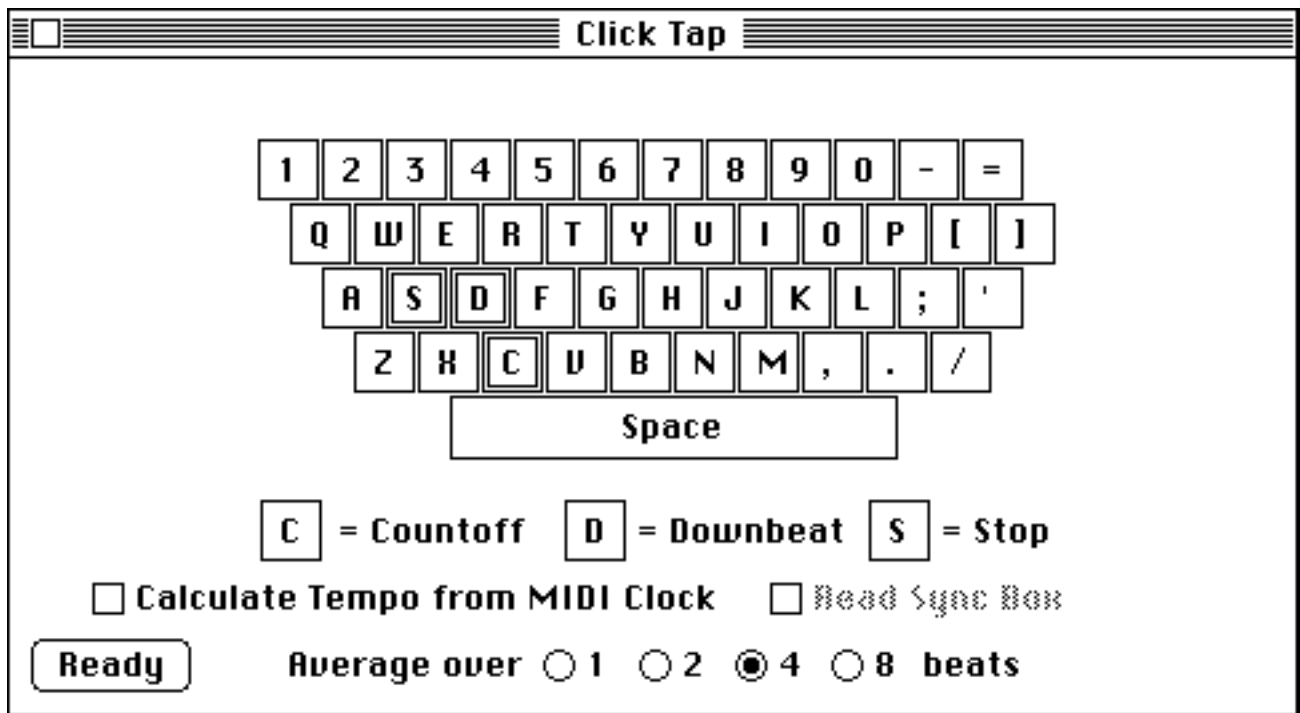 Click Tap
1 2 3 4 5 6 7 8 9 0 - =
Q W E R T Y U I O P [ ]
A S D F G H J K L ; '
Z X C V B N M , . /
Space
C = Countoff D = Downbeat S = Stop
Calculate Tempo from MIDI Clock Read Sync Box
Ready Average over 1 2 4 8 beats